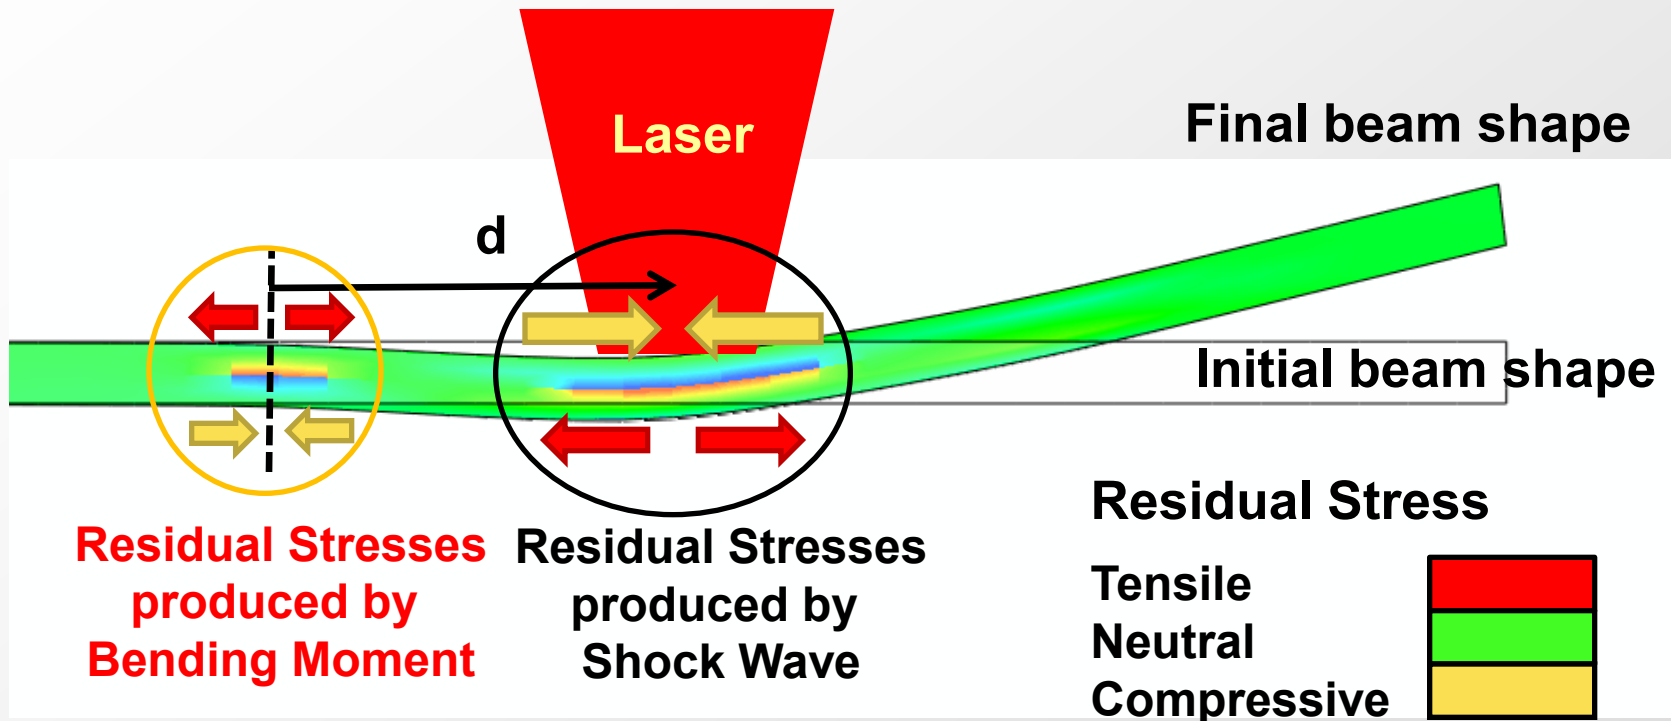 Laser
Final beam shape
d
Initial beam shape
Residual Stresses
produced by
Bending Moment
Residual Stresses
produced by
Shock Wave
Residual Stress
Tensile
Neutral
Compressive